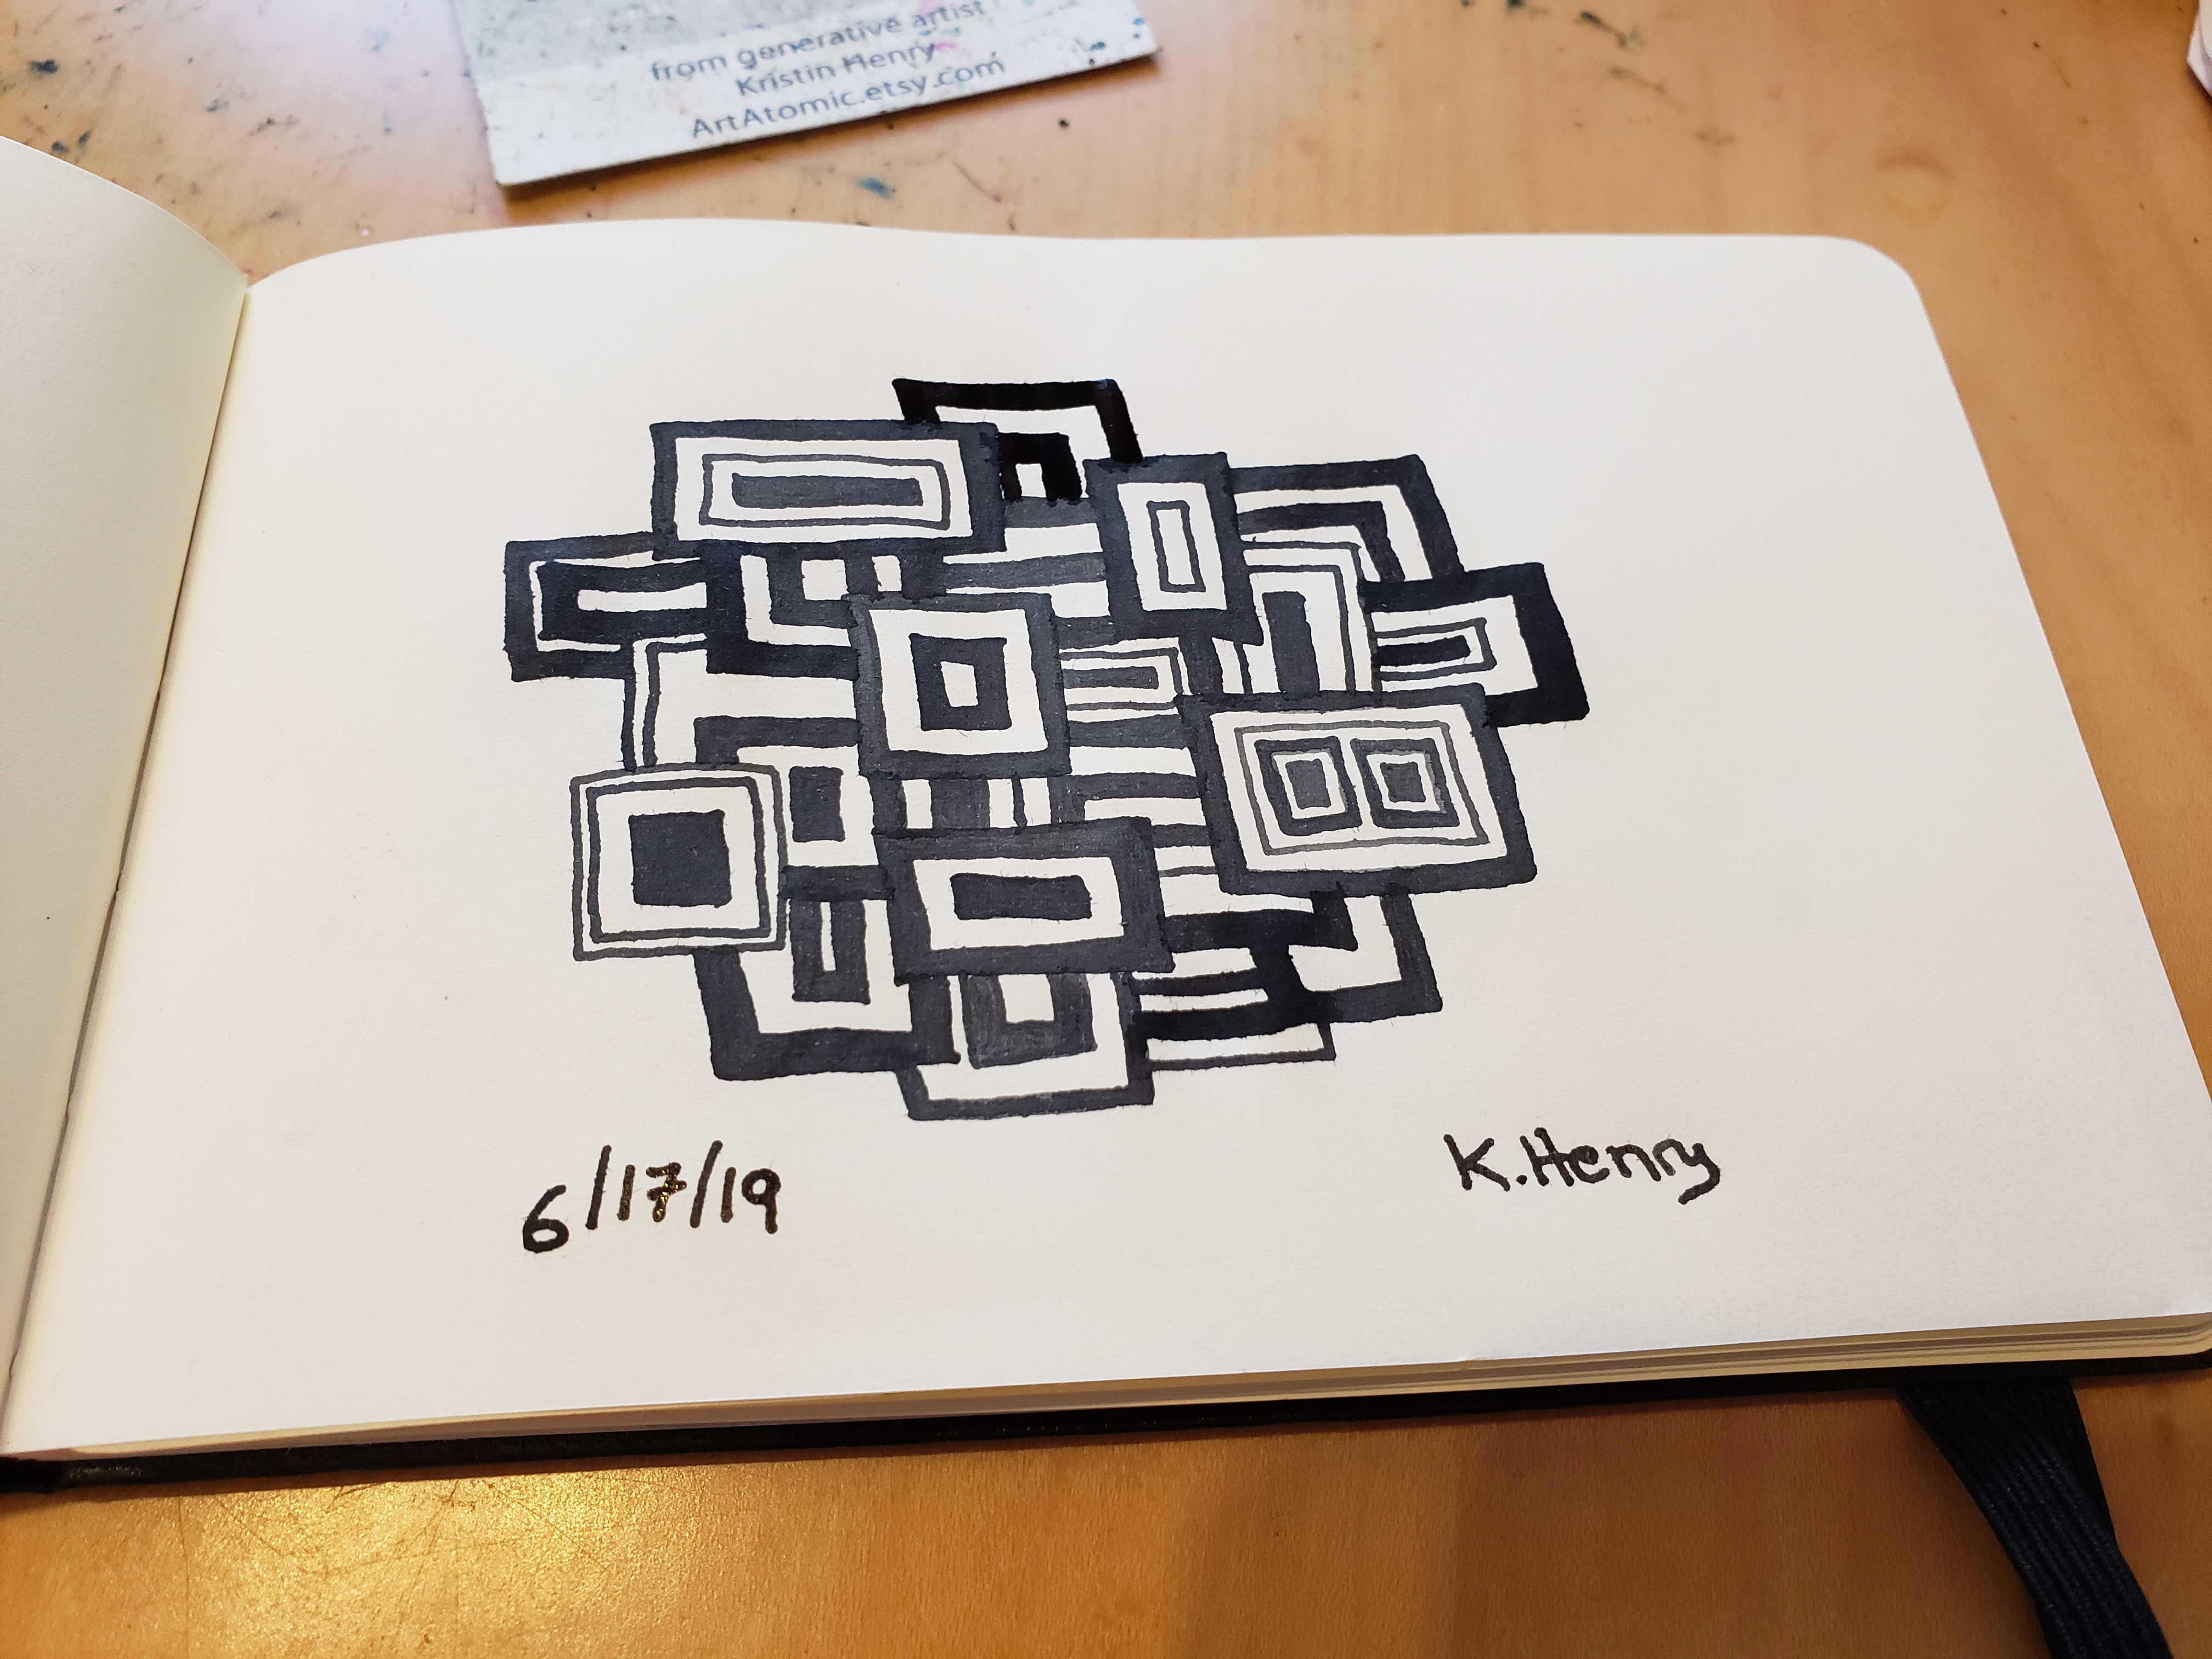 from generative artist
Kristin Henry
ArtAtomic.etsy.com
6/17/19
K.Henry